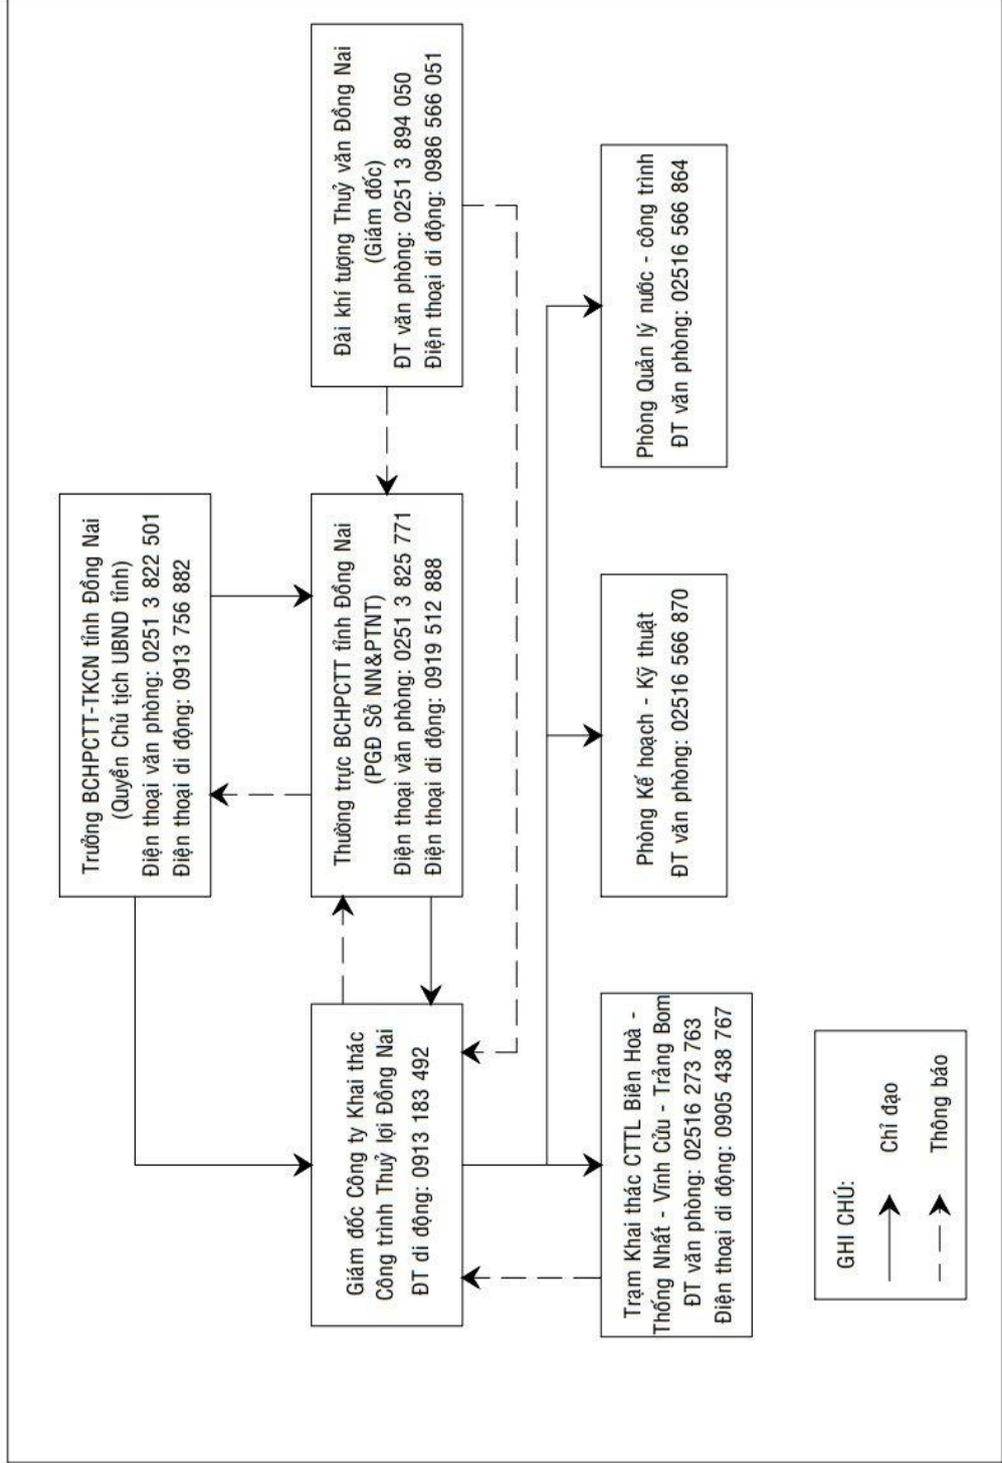 Trưởng BCHPCTT-TKCN tỉnh Đồng Nai
(Quyền Chủ tịch UBND tỉnh)
Điện thoại văn phòng: 0251 3 822 501
Điện thoại di động: 0913 756 882
Giám đốc Công ty Khai thác
Công trình Thuỷ lợi Đồng Nai
ĐT di động: 0913 183 492
Thường trực BCHPCTT tỉnh Đồng Nai
(PGĐ Sở NN&PTNT)
Điện thoại văn phòng: 0251 3 825 771
Điện thoại di động: 0919 512 888
Đài khí tượng Thuỷ văn Đồng Nai
(Giám đốc)
ĐT văn phòng: 0251 3 894 050
Điện thoại di động: 0986 566 051
Trạm Khai thác CTTL Biên Hoà -
Thống Nhất - Vĩnh Cửu - Trảng Bom
ĐT văn phòng: 02516 273 763
Điện thoại di động: 0905 438 767
Phòng Kế hoạch - Kỹ thuật
ĐT văn phòng: 02516 566 870
Phòng Quản lý nước - công trình
ĐT văn phòng: 02516 566 864
GHI CHÚ:
Chỉ đạo
Thông báo